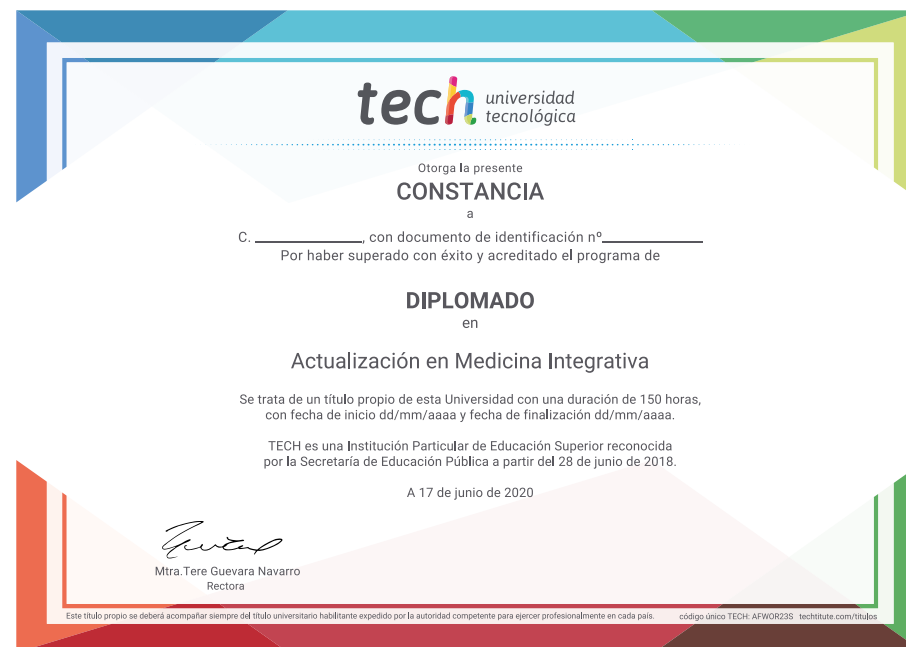 tech universidad
tecnológica
Otorga la presente
CONSTANCIA
a
C. ____________, con documento de identificación nº____________
Por haber superado con éxito y acreditado el programa de
DIPLOMADO
en
Actualización en Medicina Integrativa
Se trata de un título propio de esta Universidad con una duración de 150 horas,
con fecha de inicio dd/mm/aaaa y fecha de finalización dd/mm/aaaa.
TECH es una Institución Particular de Educación Superior reconocida
por la Secretaría de Educación Pública a partir del 28 de junio de 2018.
A 17 de junio de 2020
Mtra.Tere Guevara Navarro
Rectora
Este título propio se deberá acompañar siempre del título universitario habilitante expedido por la autoridad competente para ejercer profesionalmente en cada país. código único TECH: AFWOR23S techtitute.com/titulos